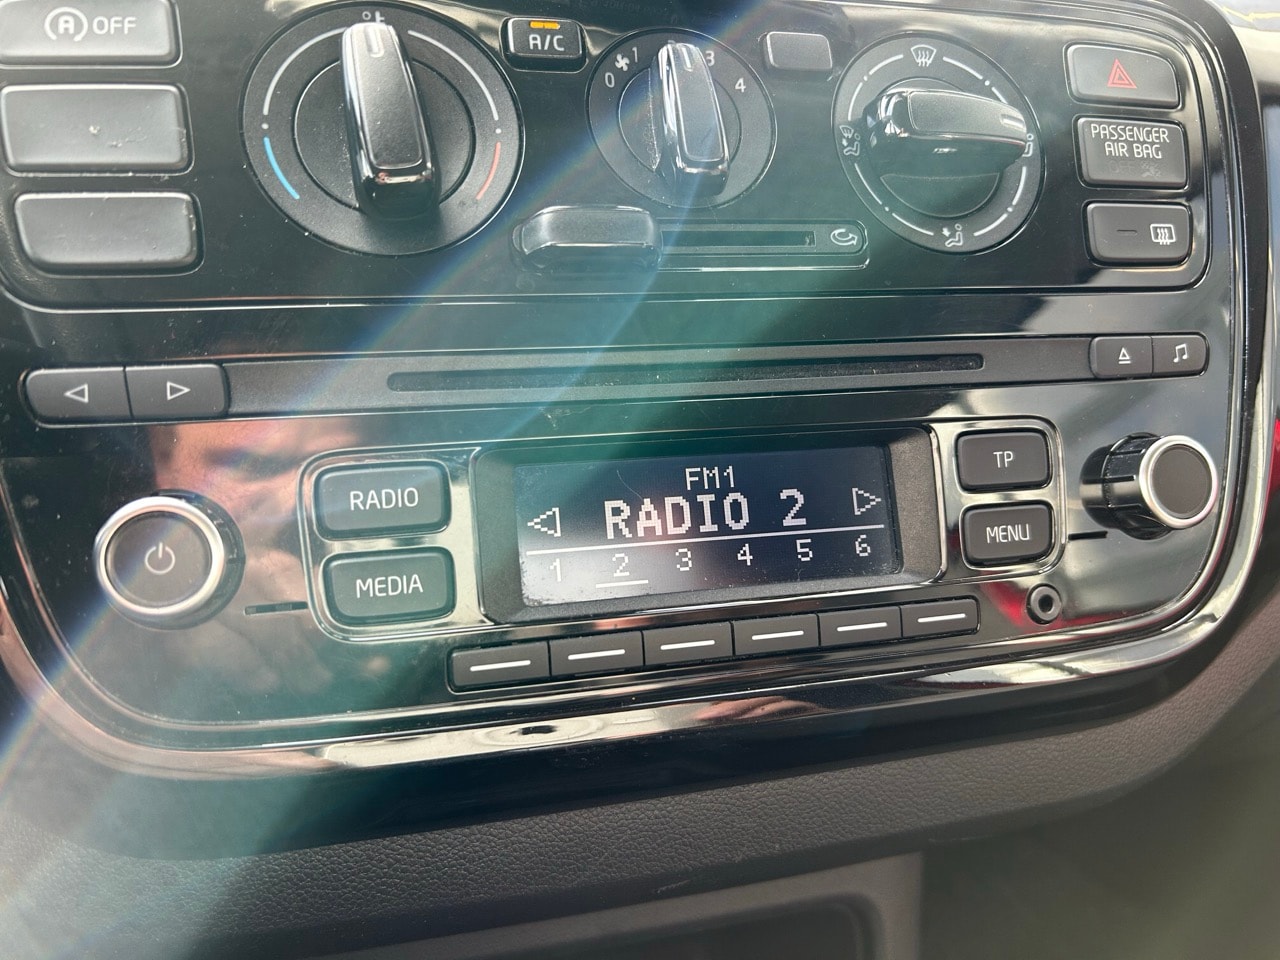 A OFF
A/C
0 1 3 4
PASSENGER
AIR BAG
RADIO
MEDIA
FM1
RADIO 2
1 2 3 4 5 6
TP
MENU